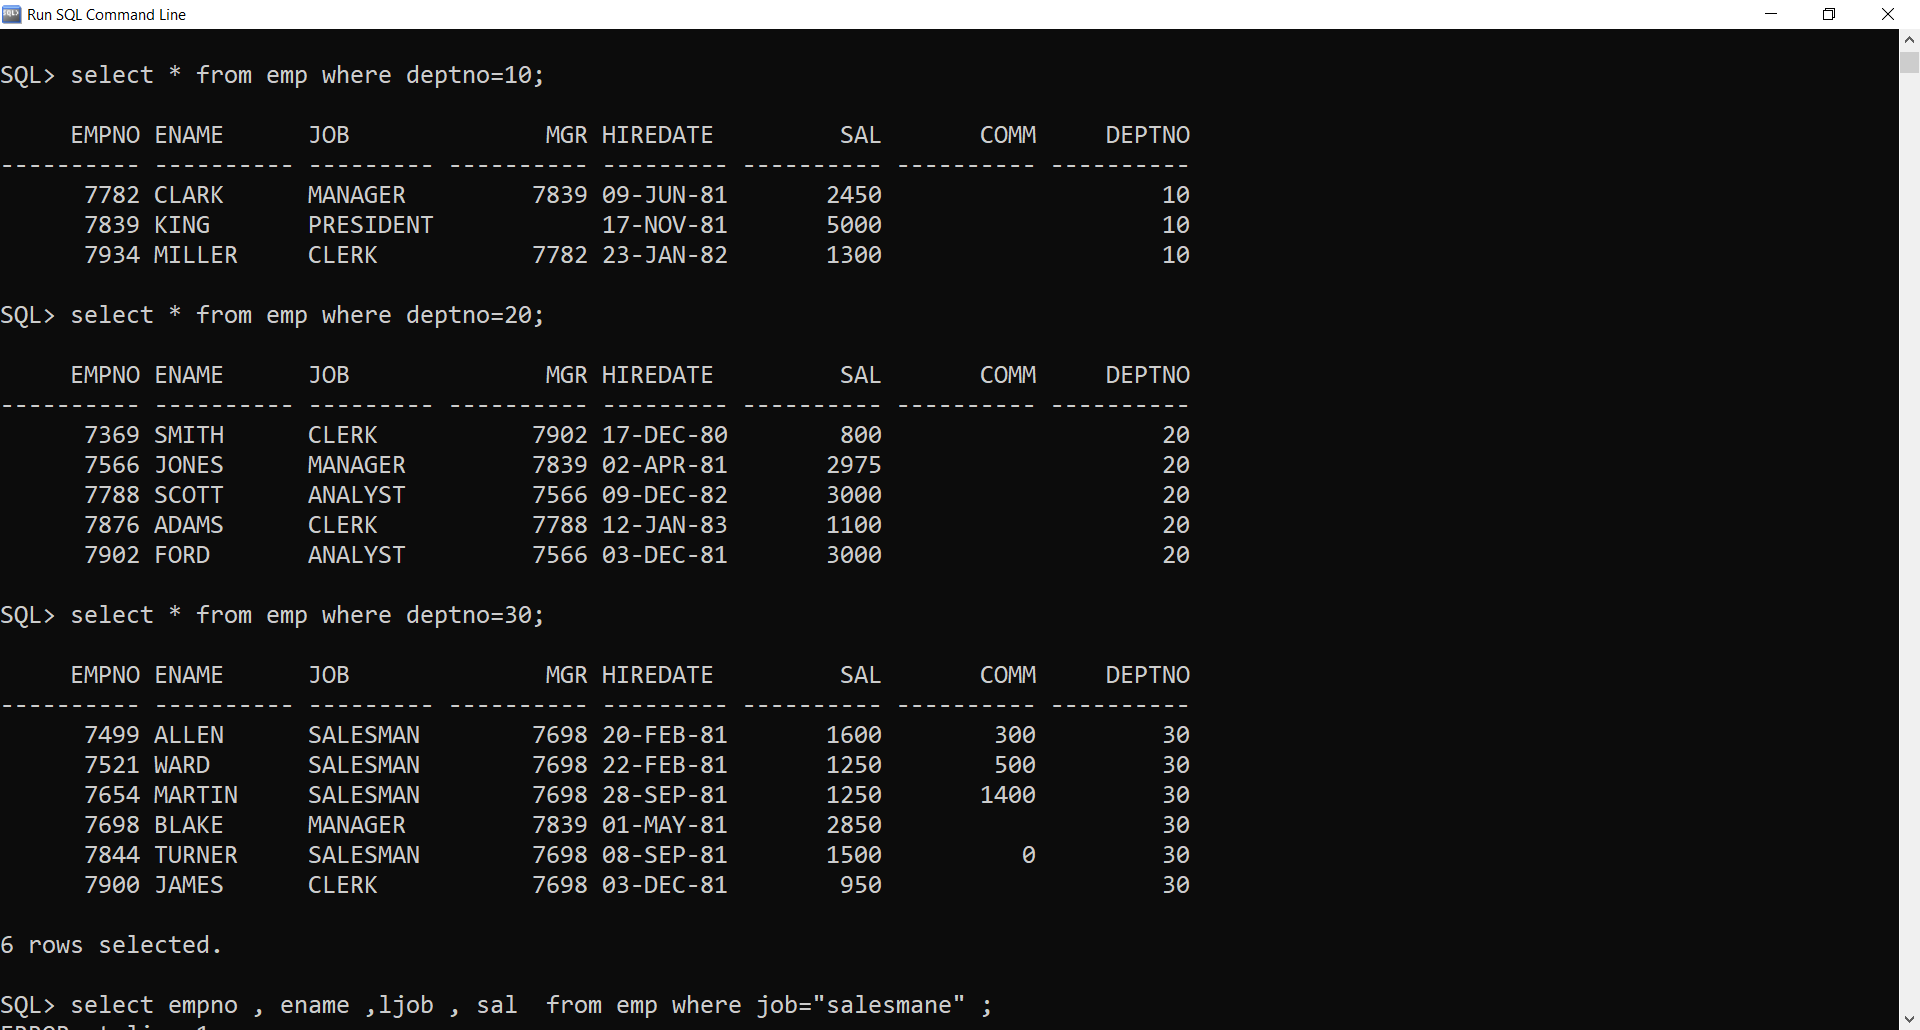 Run SQL Command Line
SQL> select * from emp where deptno=10;
EMPNO ENAME JOB MGR HIREDATE SAL COMM DEPTNO
---------- ---------- --------- ---------- --------- ---------- ---------- ----------
7782 CLARK MANAGER 7839 09-JUN-81 2450 10
7839 KING PRESIDENT 17-NOV-81 5000 10
7934 MILLER CLERK 7782 23-JAN-82 1300 10
SQL> select * from emp where deptno=20;
EMPNO ENAME JOB MGR HIREDATE SAL COMM DEPTNO
---------- ---------- --------- ---------- --------- ---------- ---------- ----------
7369 SMITH CLERK 7902 17-DEC-80 800 20
7566 JONES MANAGER 7839 02-APR-81 2975 20
7788 SCOTT ANALYST 7566 09-DEC-82 3000 20
7876 ADAMS CLERK 7788 12-JAN-83 1100 20
7902 FORD ANALYST 7566 03-DEC-81 3000 20
SQL> select * from emp where deptno=30;
EMPNO ENAME JOB MGR HIREDATE SAL COMM DEPTNO
---------- ---------- --------- ---------- --------- ---------- ---------- ----------
7499 ALLEN SALESMAN 7698 20-FEB-81 1600 300 30
7521 WARD SALESMAN 7698 22-FEB-81 1250 500 30
7654 MARTIN SALESMAN 7698 28-SEP-81 1250 1400 30
7698 BLAKE MANAGER 7839 01-MAY-81 2850 30
7844 TURNER SALESMAN 7698 08-SEP-81 1500 0 30
7900 JAMES CLERK 7698 03-DEC-81 950 30
6 rows selected.
SQL> select empno , ename ,ljob , sal  from emp where job="salesmane" ;